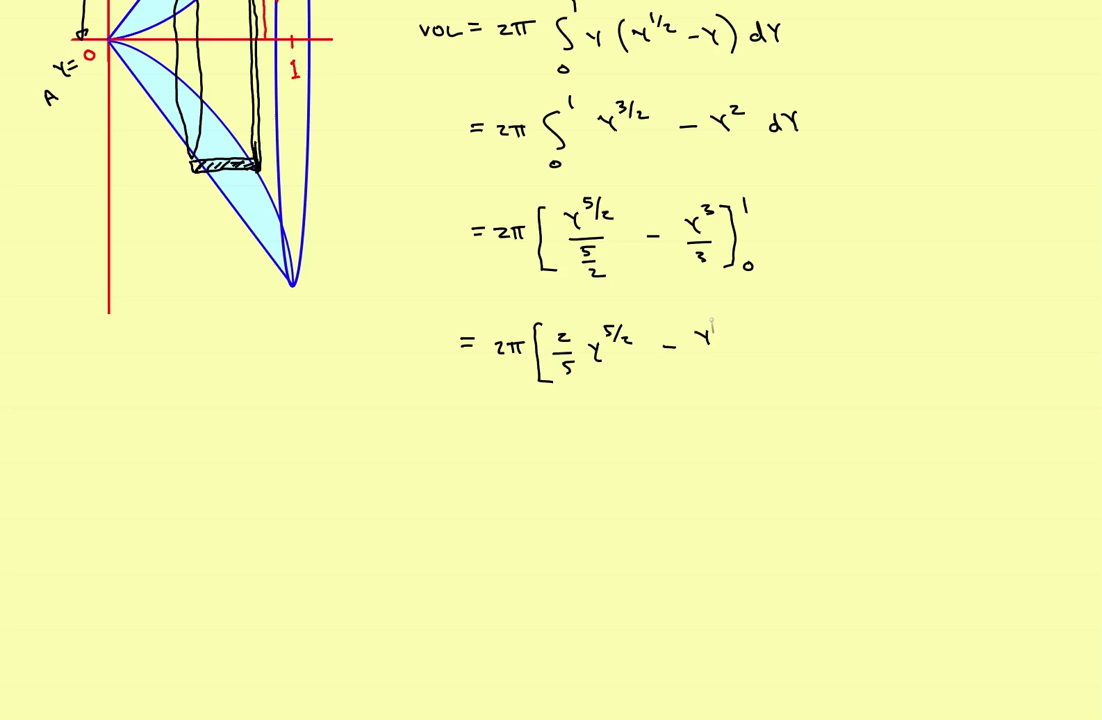 VOL = 2π ∫₀¹ Y (Y^1/2 - Y) dY
Y= 0
1
A
= 2π ∫₀¹ Y^3/2 - Y² dY
= 2π [ Y^5/2 / 5/2 - Y³/3 ]₀¹
= 2π [ 2/5 Y^5/2 - Y